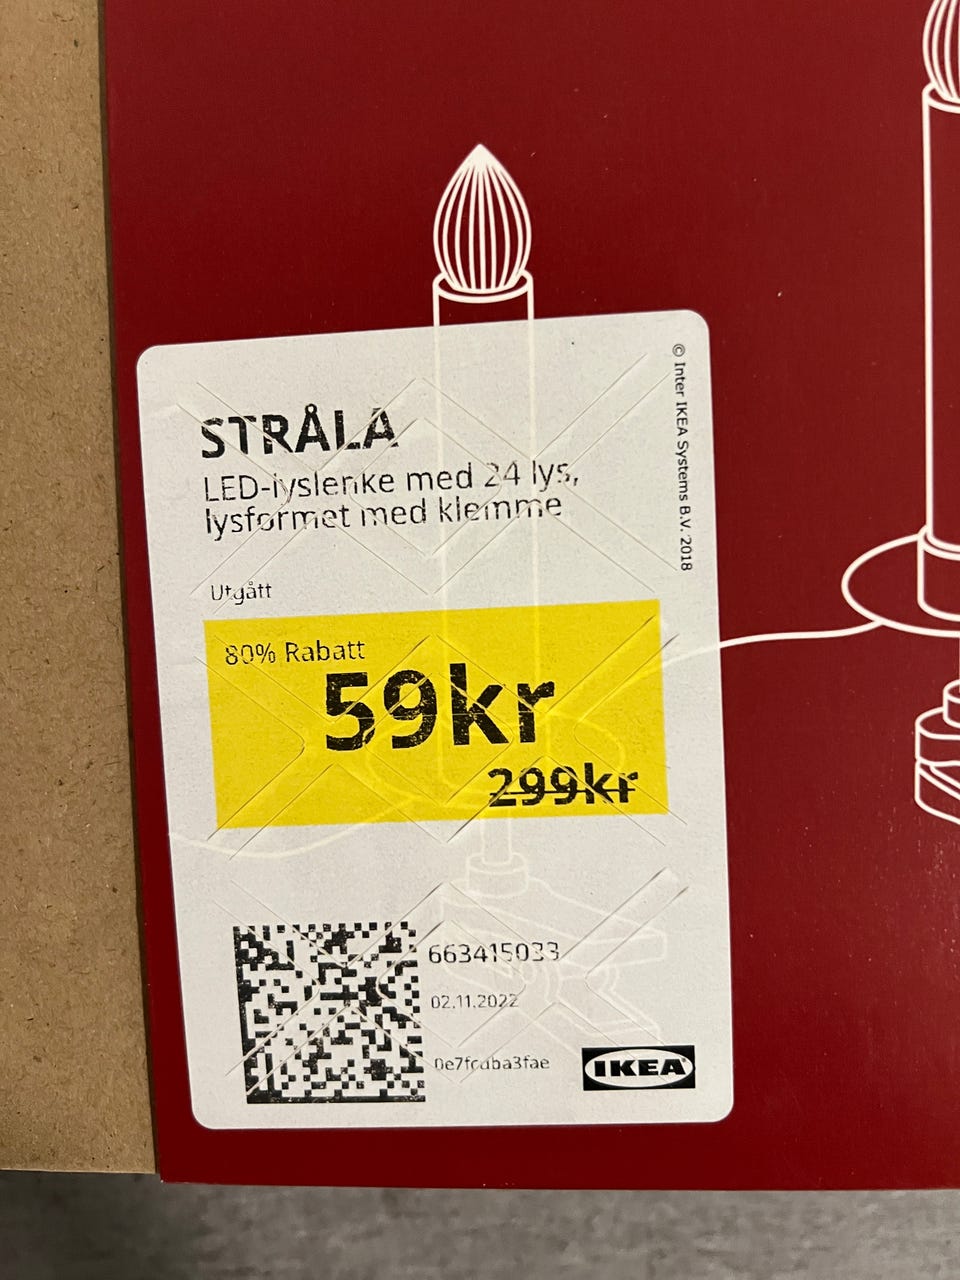 © Inter IKEA Systems B.V. 2018
STRÅLA
LED-lyslenke med 24 lys,
lysformet med klemme
Utgått
80% Rabatt
59kr
299kr
663415033
02.11.2022
IKEA